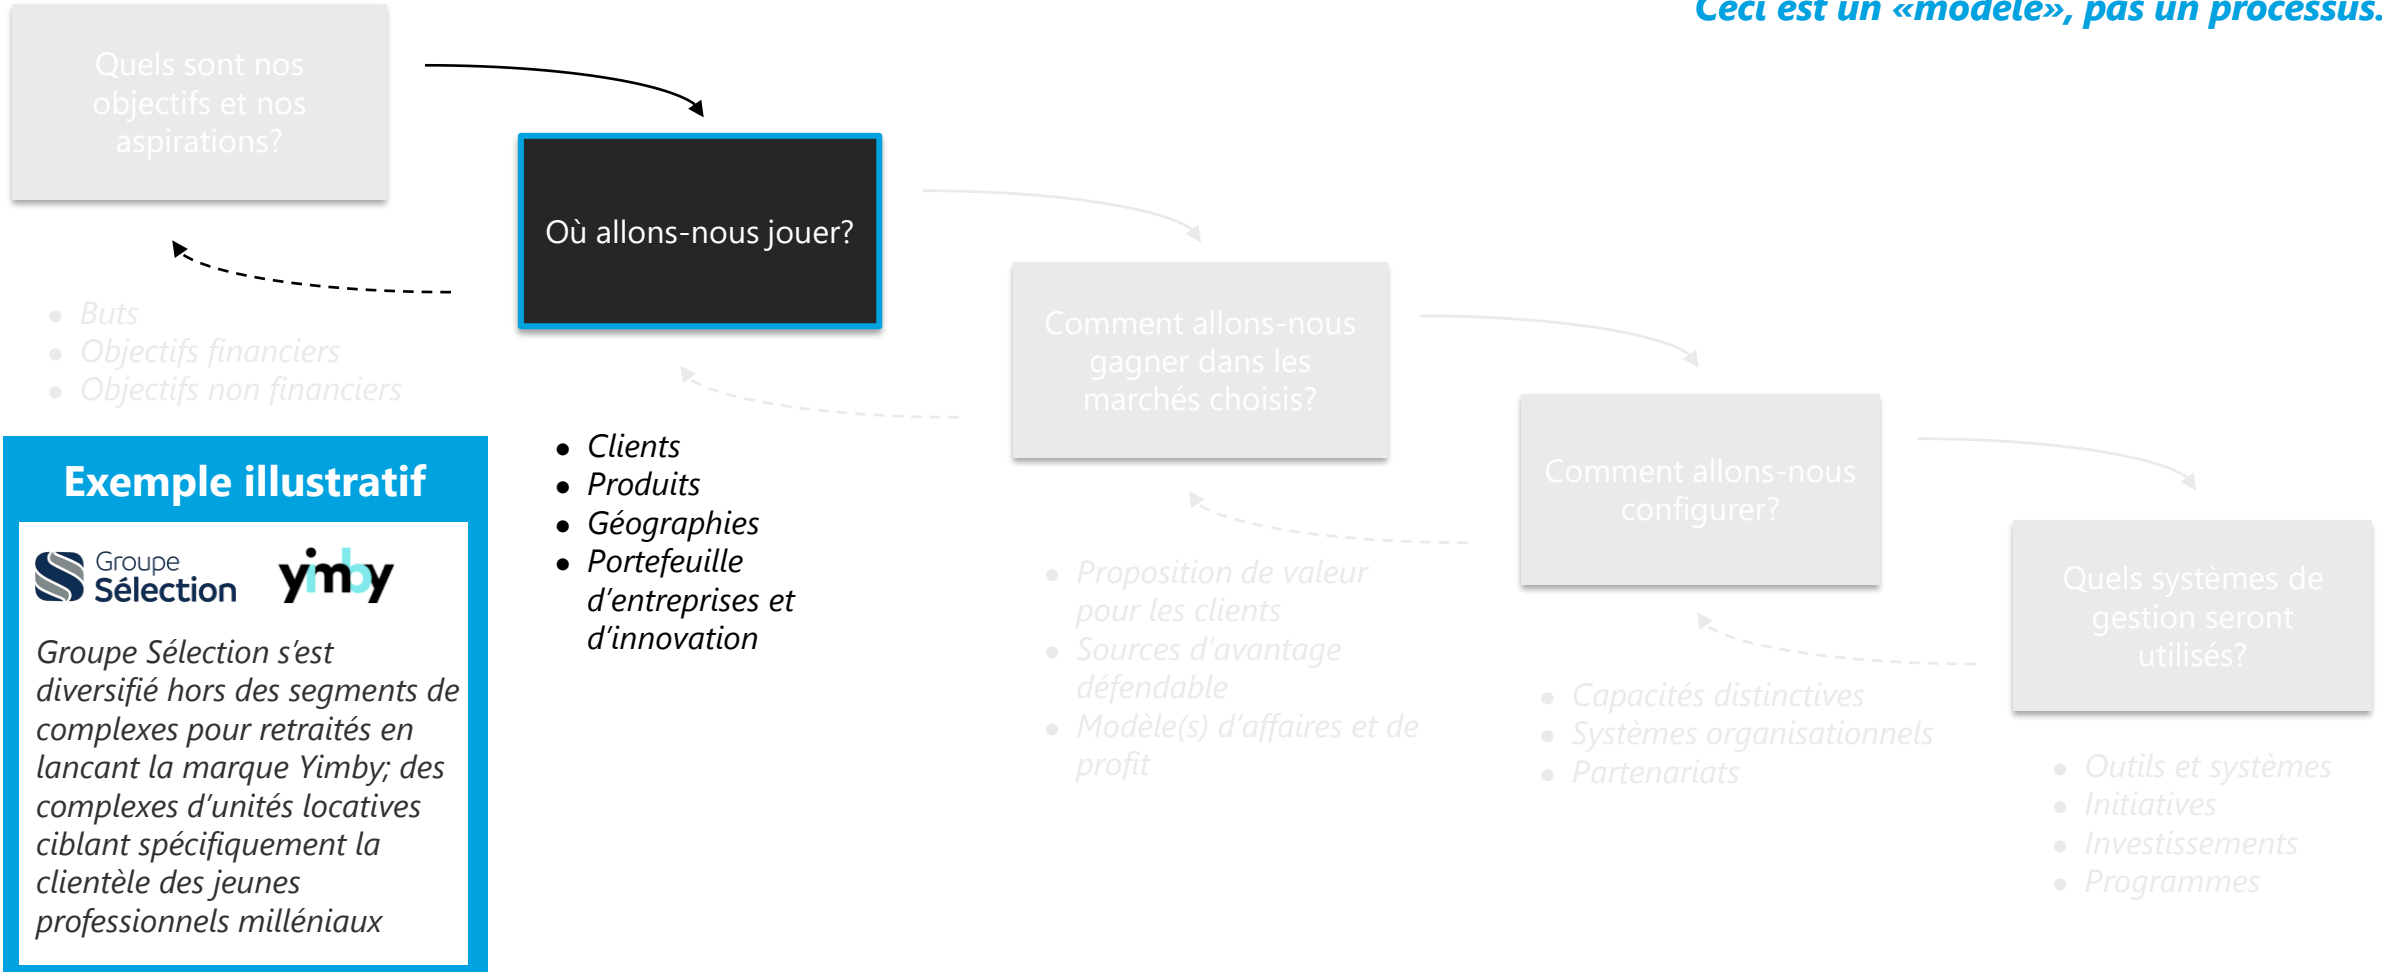 Ceci est un «modèle», pas un processus.
Quels sont nos
objectifs et nos
aspirations?
Où allons-nous jouer?
Comment allons-nous
gagner dans les
marchés choisis?
Comment allons-nous
configurer?
Quels systèmes de
gestion seront
utilisés?
● Buts
● Objectifs financiers
● Objectifs non financiers
● Clients
● Produits
● Géographies
● Portefeuille
d’entreprises et
d’innovation
● Proposition de valeur
pour les clients
● Sources d’avantage
défendable
● Modèle(s) d’affaires et de
profit
● Capacités distinctives
● Systèmes organisationnels
● Partenariats
● Outils et systèmes
● Initiatives
● Investissements
● Programmes
Exemple illustratif
Groupe
Sélection
yimby
Groupe Sélection s’est
diversifié hors des segments de
complexes pour retraités en
lancant la marque Yimby; des
complexes d’unités locatives
ciblant spécifiquement la
clientèle des jeunes
professionnels milléniaux